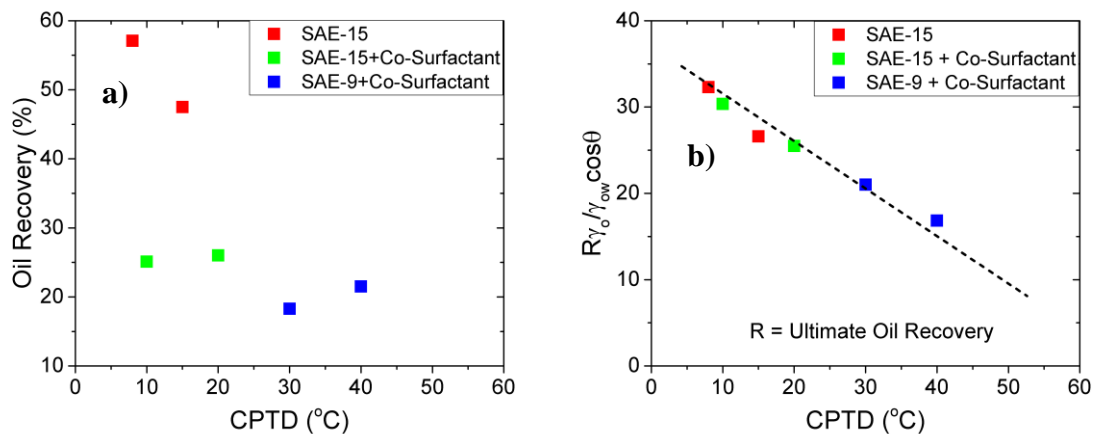 60
50
40
30
20
10
Oil Recovery (%)
a)
SAE-15
SAE-15+Co-Surfactant
SAE-9+Co-Surfactant
0 10 20 30 40 50 60
CPTD (°C)
40
30
20
10
0
Rγₒ/γₒwcosθ
b)
SAE-15
SAE-15 + Co-Surfactant
SAE-9 + Co-Surfactant
R = Ultimate Oil Recovery
0 10 20 30 40 50 60
CPTD (°C)